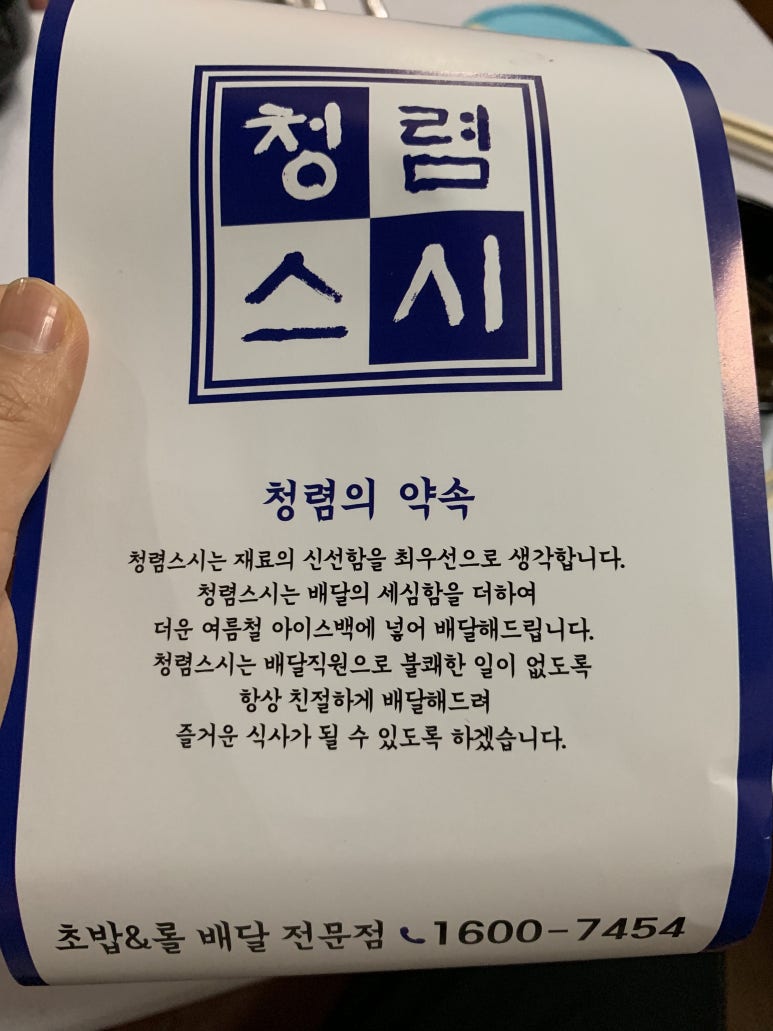 청렴
스시
청렴의 약속
청렴스시는 재료의 신선함을 최우선으로 생각합니다.
청렴스시는 배달의 세심함을 더하여
더운 여름철 아이스백에 넣어 배달해드립니다.
청렴스시는 배달직원으로 불쾌한 일이 없도록
항상 친절하게 배달해드려
즐거운 식사가 될 수 있도록 하겠습니다.
초밥&롤 배달 전문점 1600-7454